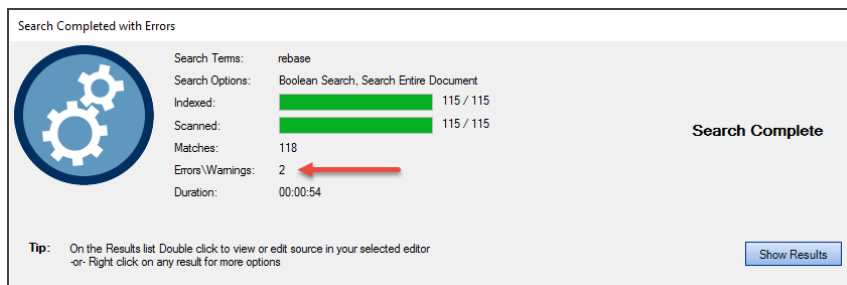 Search Completed with Errors
Search Terms: rebase
Search Options: Boolean Search, Search Entire Document
Indexed: 115 / 115
Scanned: 115 / 115
Matches: 118
Errors\Warnings: 2
Duration: 00:00:54
Search Complete
Tip: On the Results list Double click to view or edit source in your selected editor
-or- Right click on any result for more options
Show Results